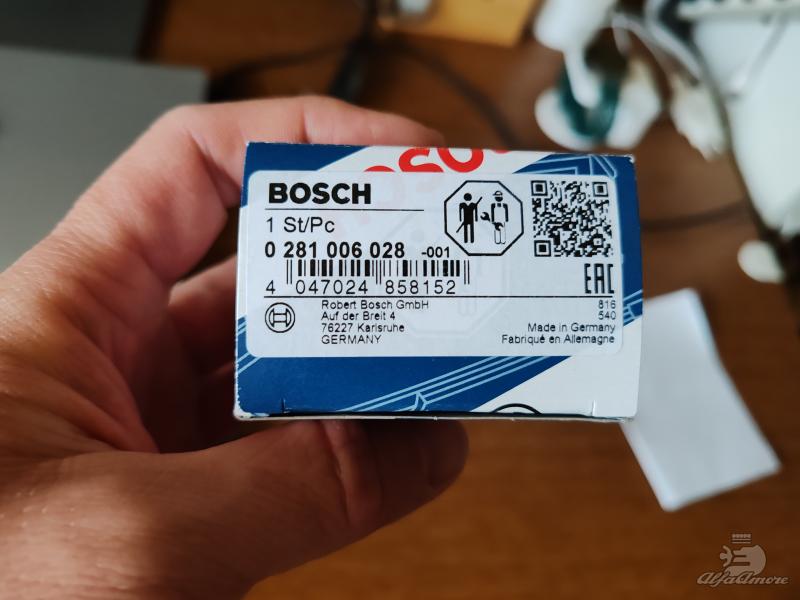 BOSCH
BOSCH
1 St/Pc
0 281 006 028 -001
4 047024 858152
EAC
Robert Bosch GmbH
Auf der Breit 4
76227 Karlsruhe
GERMANY
816
540
Made in Germany
Fabriqué en Allemagne
AlfaAmore